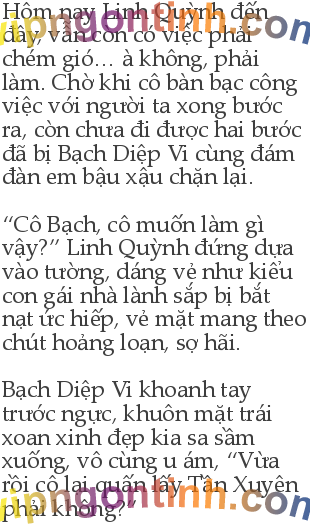 Hôm nay Linh Quỳnh đến
đây, vẫn còn có việc phải
chém gió... à không, phải
làm. Chờ khi cô bàn bạc công
việc với người ta xong bước
ra, còn chưa đi được hai bước
đã bị Bạch Diệp Vi cùng đám
đàn em bậu xậu chặn lại.
“Cô Bạch, cô muốn làm gì
vậy?” Linh Quỳnh đứng dựa
vào tường, dáng vẻ như kiểu
con gái nhà lành sắp bị bắt
nạt ức hiếp, vẻ mặt mang theo
chút hoảng loạn, sợ hãi.
Bạch Diệp Vi khoanh tay
trước ngực, khuôn mặt trái
xoan xinh đẹp kia sa sầm
xuống, vô cùng u ám, “Vừa
rồi cô lại quấn lấy Tần Xuyên
phải không?”
vipngontinh.com
vipngontinh.com